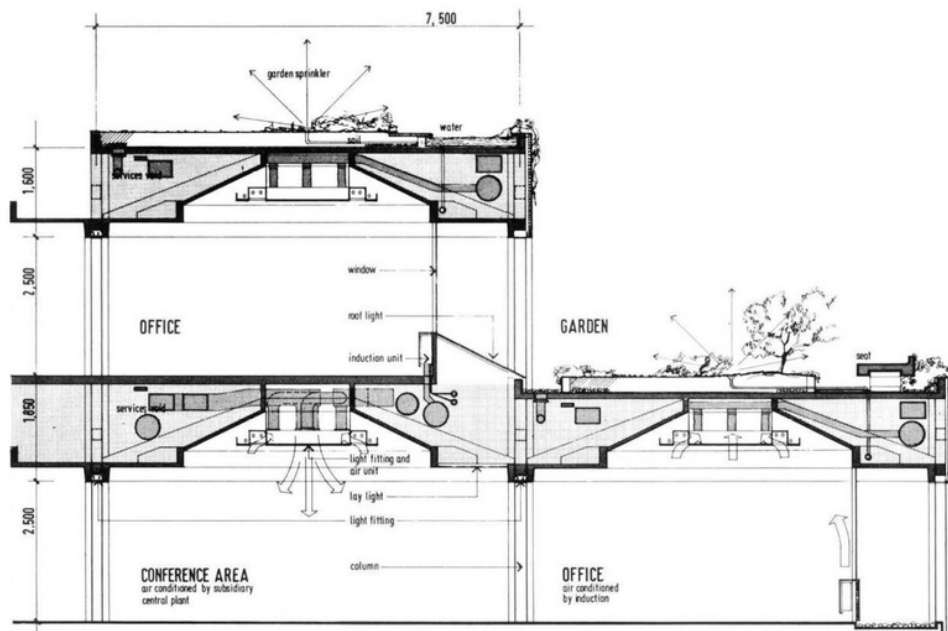 7,500
garden sprinkler
water
soil
services void
1,600
window
2,500
OFFICE
roof light
GARDEN
induction unit
seat
services void
1,850
light fitting and
air unit
lay light
light fitting
2,500
CONFERENCE AREA
air conditioned by subsidiary
central plant
column
OFFICE
air conditioned
by induction